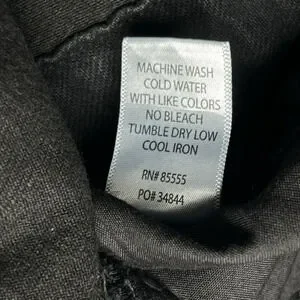 MACHINE WASH
COLD WATER
WITH LIKE COLORS
NO BLEACH
TUMBLE DRY LOW
COOL IRON
RN# 85555
PO# 34844